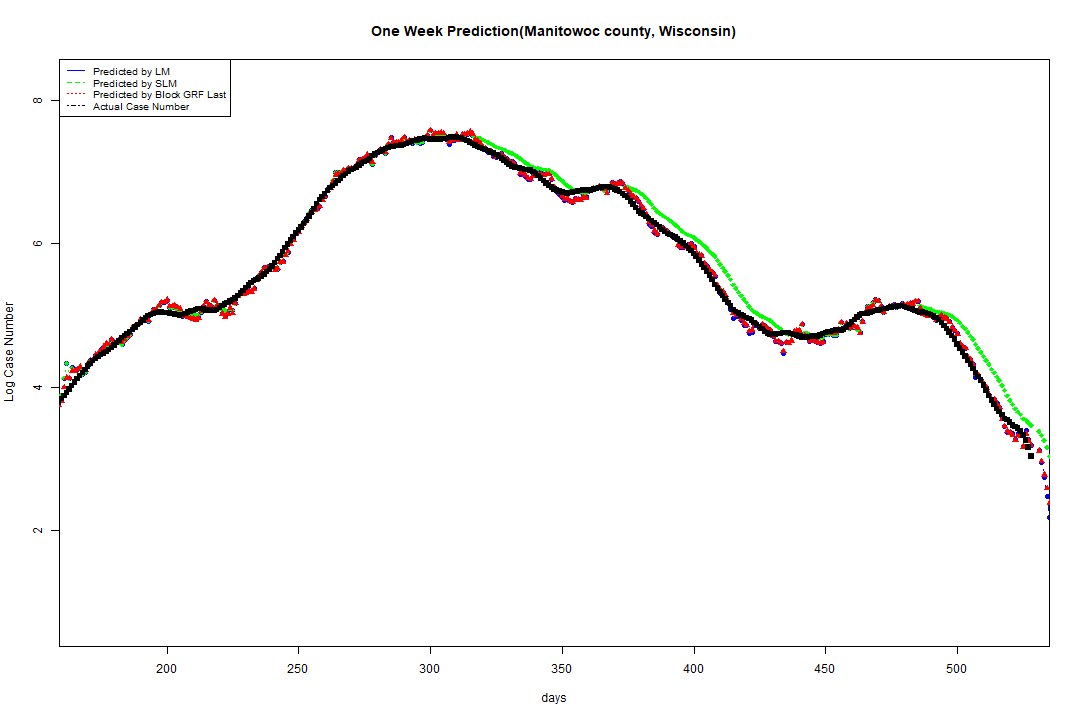 One Week Prediction(Manitowoc county, Wisconsin)
Predicted by LM
Predicted by SLM
Predicted by Block GRF Last
Actual Case Number
8
6
4
2
Log Case Number
200 250 300 350 400 450 500
days